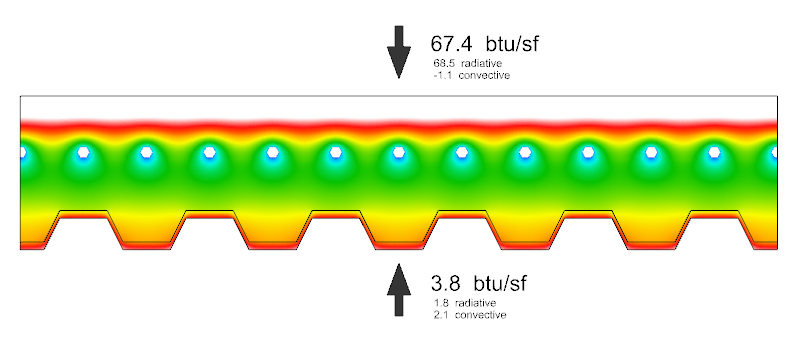 67.4 btu/sf
68.5 radiative
-1.1 convective
3.8 btu/sf
1.8 radiative
2.1 convective